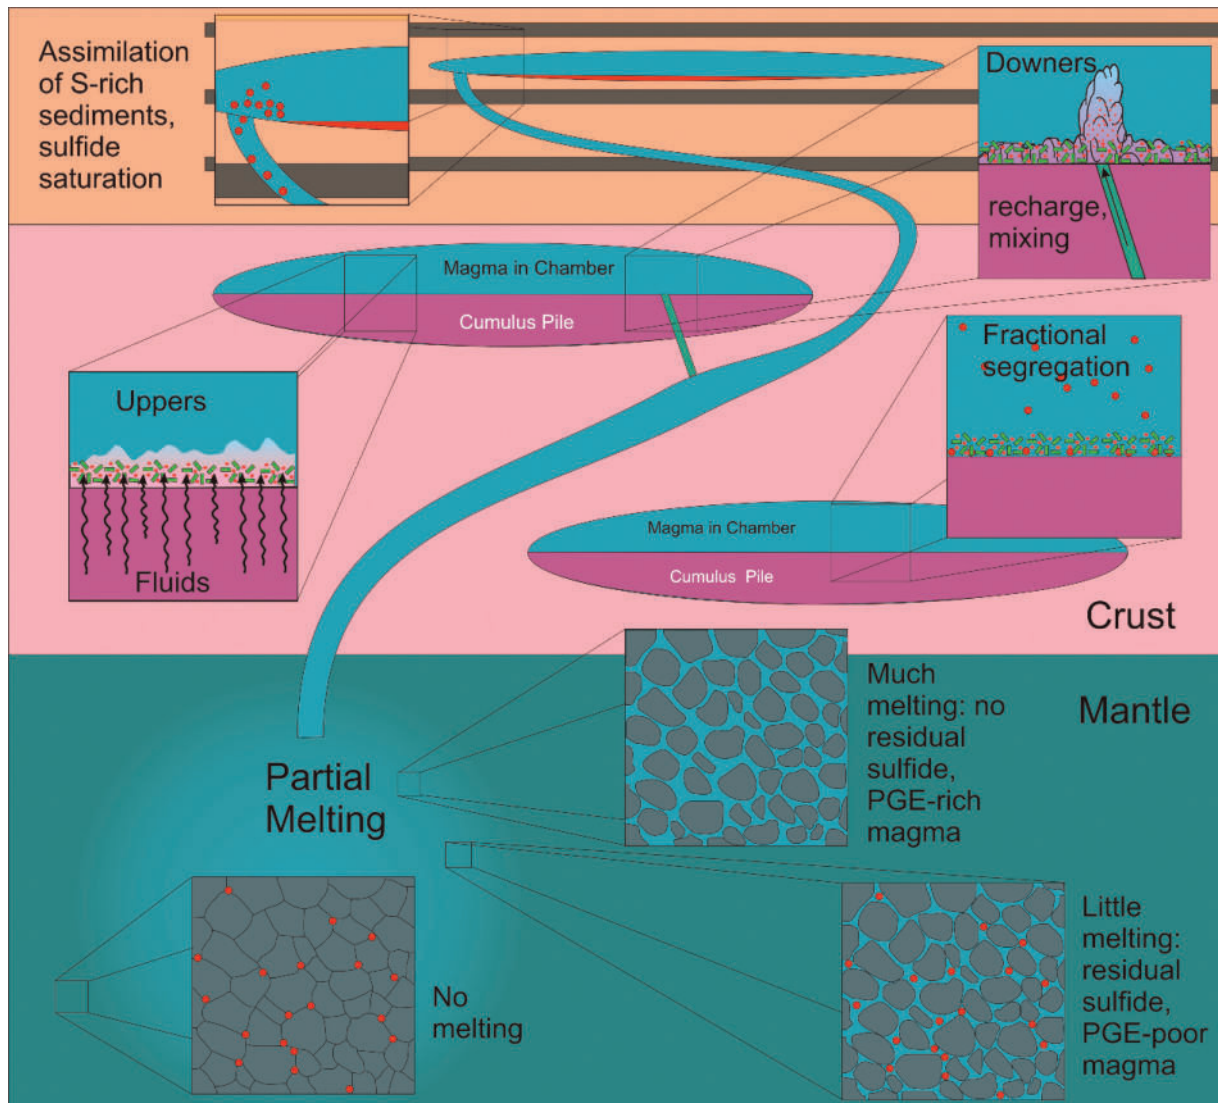 Assimilation
of S-rich
sediments,
sulfide
saturation
Downers
recharge,
mixing
Magma in Chamber
Cumulus Pile
Fractional
segregation
Uppers
Fluids
Magma in Chamber
Cumulus Pile
Crust
Mantle
Much
melting: no
residual
sulfide,
PGE-rich
magma
Partial
Melting
No
melting
Little
melting:
residual
sulfide,
PGE-poor
magma